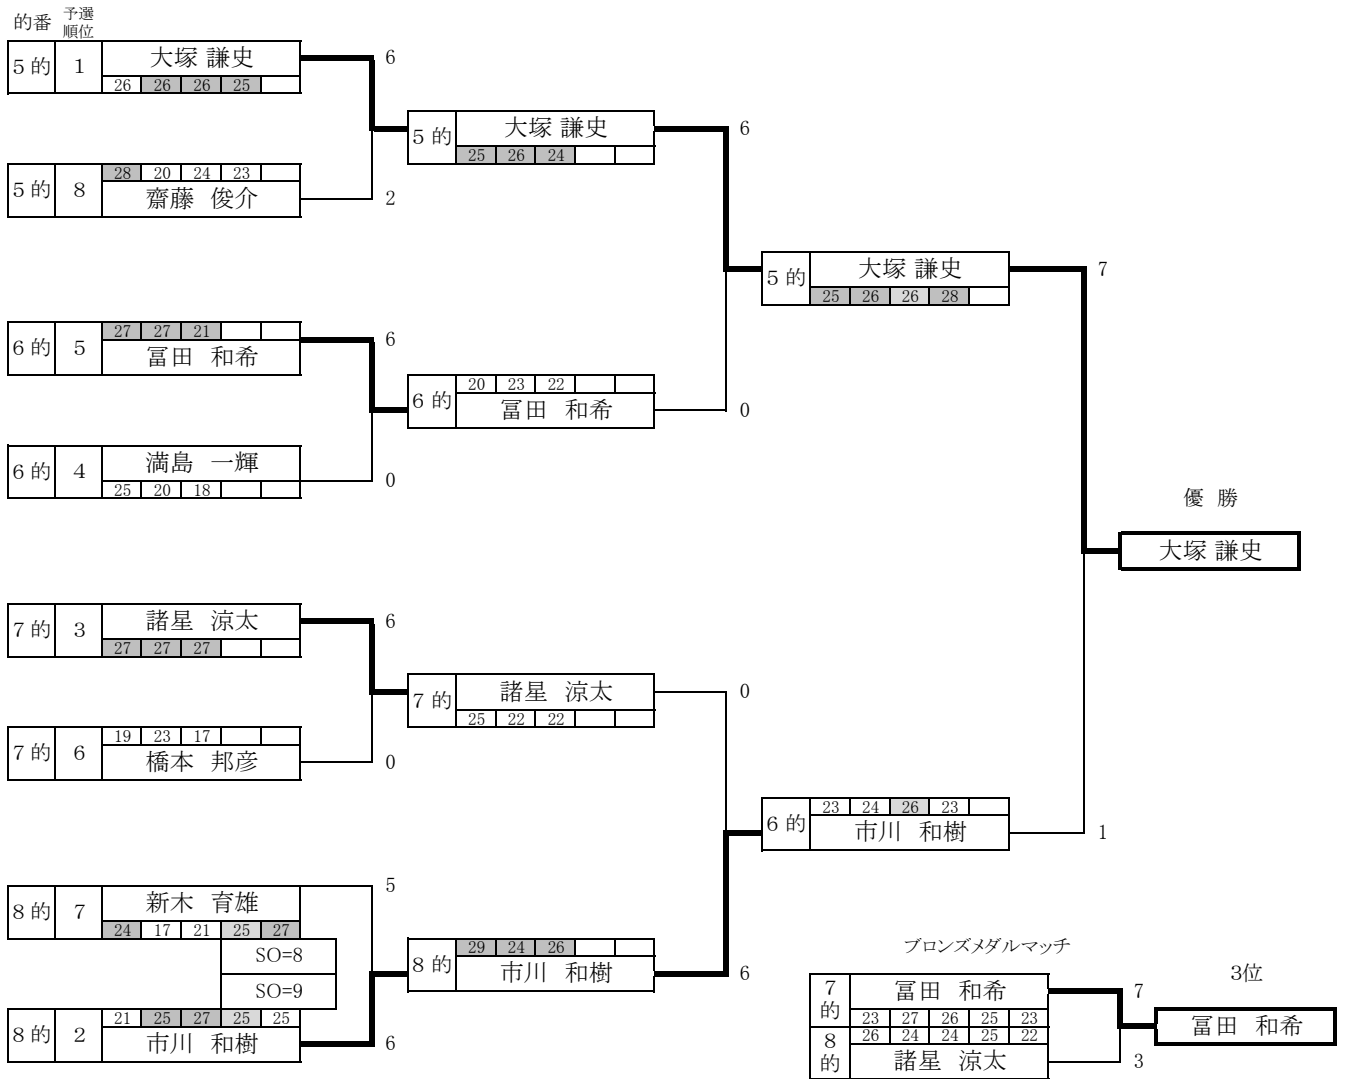 的番 予選順位
5的 1 大塚 謙史 6
26 26 26 25
5的 8 28 20 24 23
齋藤 俊介 2
5的 大塚 謙史 6
25 26 24
6的 5 27 27 21
冨田 和希 6
6的 4 満島 一輝 0
25 20 18
6的 20 23 22
冨田 和希 0
5的 大塚 謙史 7
25 26 26 28
7的 3 諸星 涼太 6
27 27 27
7的 6 19 23 17
橋本 邦彦 0
7的 諸星 涼太 0
25 22 22
8的 7 新木 育雄 5
24 17 21 25 27
SO=8
SO=9
8的 2 21 25 27 25 25
市川 和樹 6
8的 29 24 26
市川 和樹 6
6的 23 24 26 23
市川 和樹 1
優 勝
大塚 謙史
ブロンズメダルマッチ
7的 冨田 和希 7
23 27 26 25 23
8的 26 24 24 25 22
諸星 涼太 3
3位
冨田 和希